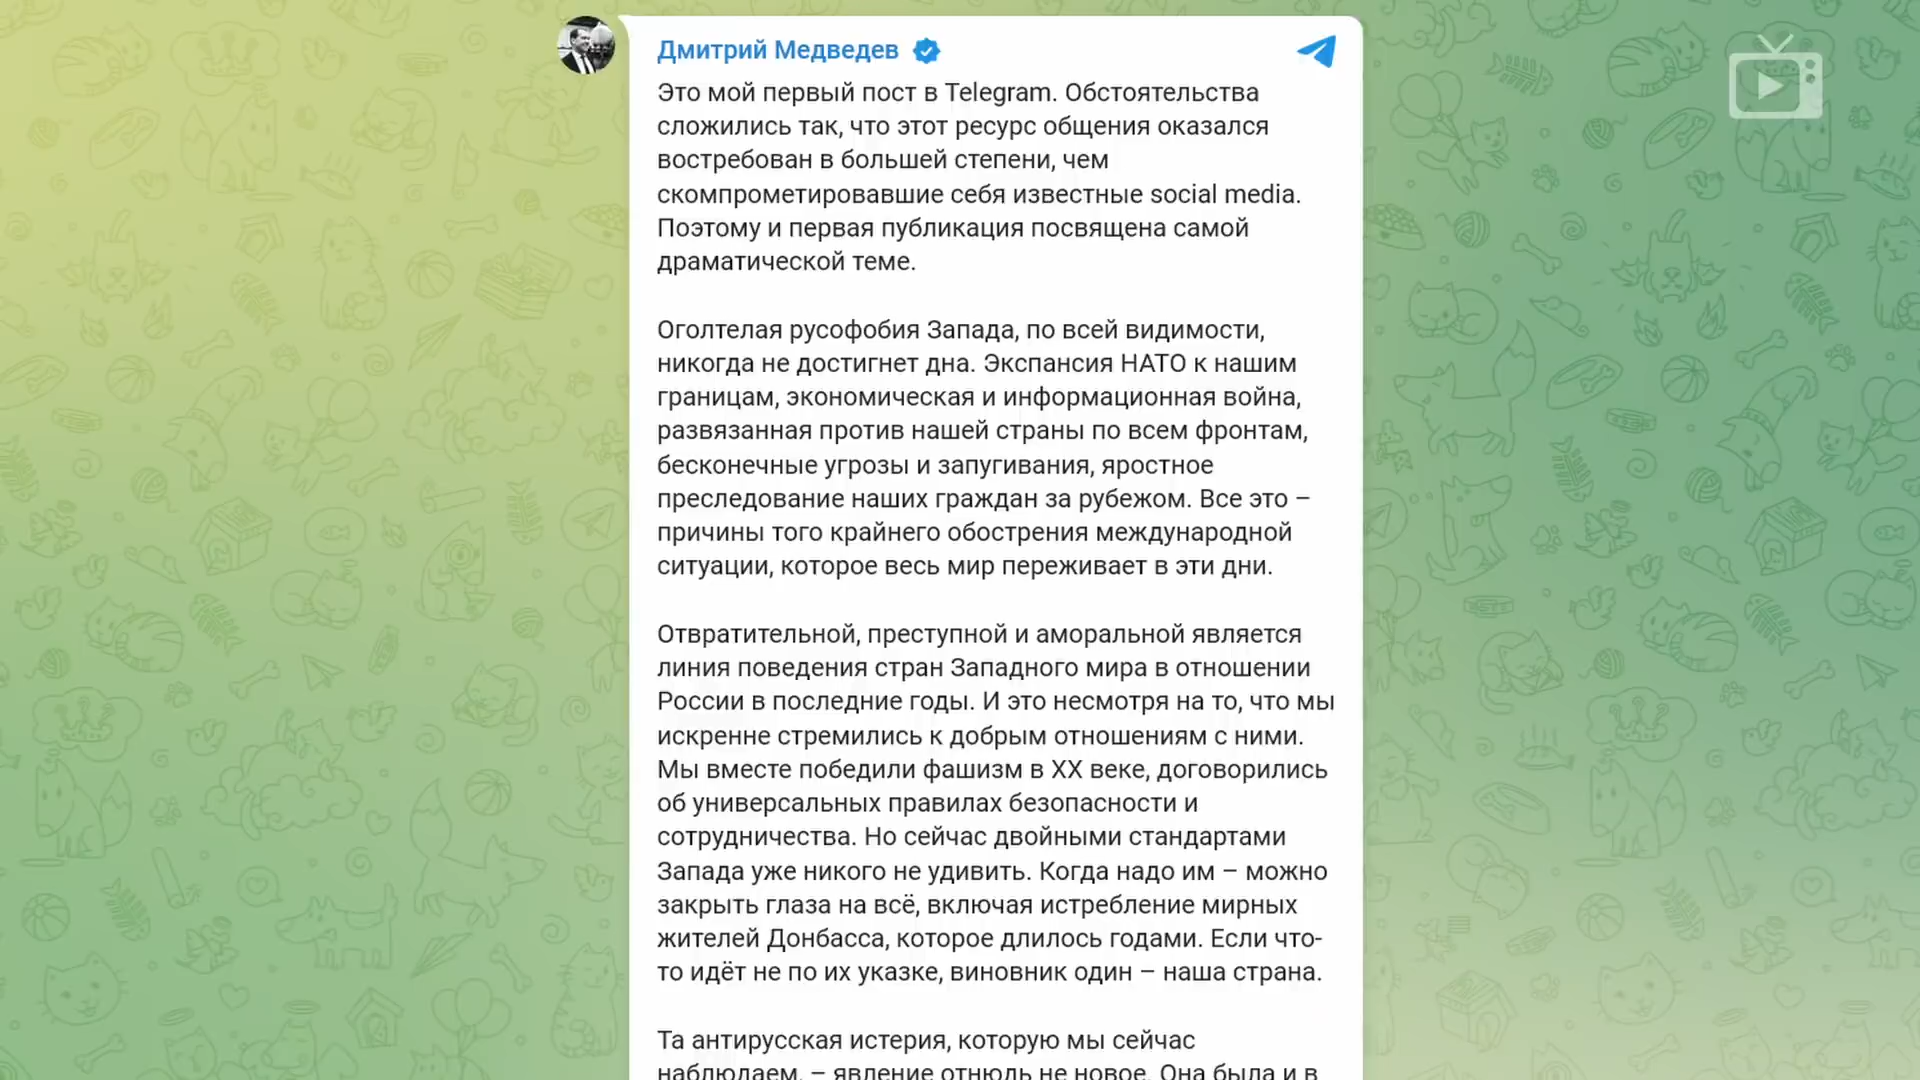 Дмитрий Медведев
Это мой первый пост в Telegram. Обстоятельства
сложились так, что этот ресурс общения оказался
востребован в большей степени, чем
скомпрометировавшие себя известные social media.
Поэтому и первая публикация посвящена самой
драматической теме.
Оголтелая русофобия Запада, по всей видимости,
никогда не достигнет дна. Экспансия НАТО к нашим
границам, экономическая и информационная война,
развязанная против нашей страны по всем фронтам,
бесконечные угрозы и запугивания, яростное
преследование наших граждан за рубежом. Все это –
причины того крайнего обострения международной
ситуации, которое весь мир переживает в эти дни.
Отвратительной, преступной и аморальной является
линия поведения стран Западного мира в отношении
России в последние годы. И это несмотря на то, что мы
искренне стремились к добрым отношениям с ними.
Мы вместе победили фашизм в XX веке, договорились
об универсальных правилах безопасности и
сотрудничества. Но сейчас двойными стандартами
Запада уже никого не удивить. Когда надо им – можно
закрыть глаза на всё, включая истребление мирных
жителей Донбасса, которое длилось годами. Если что-
то идёт не по их указке, виновник один – наша страна.
Та антирусская истерия, которую мы сейчас
наблюдаем, – явление отнюдь не новое. Она была и в